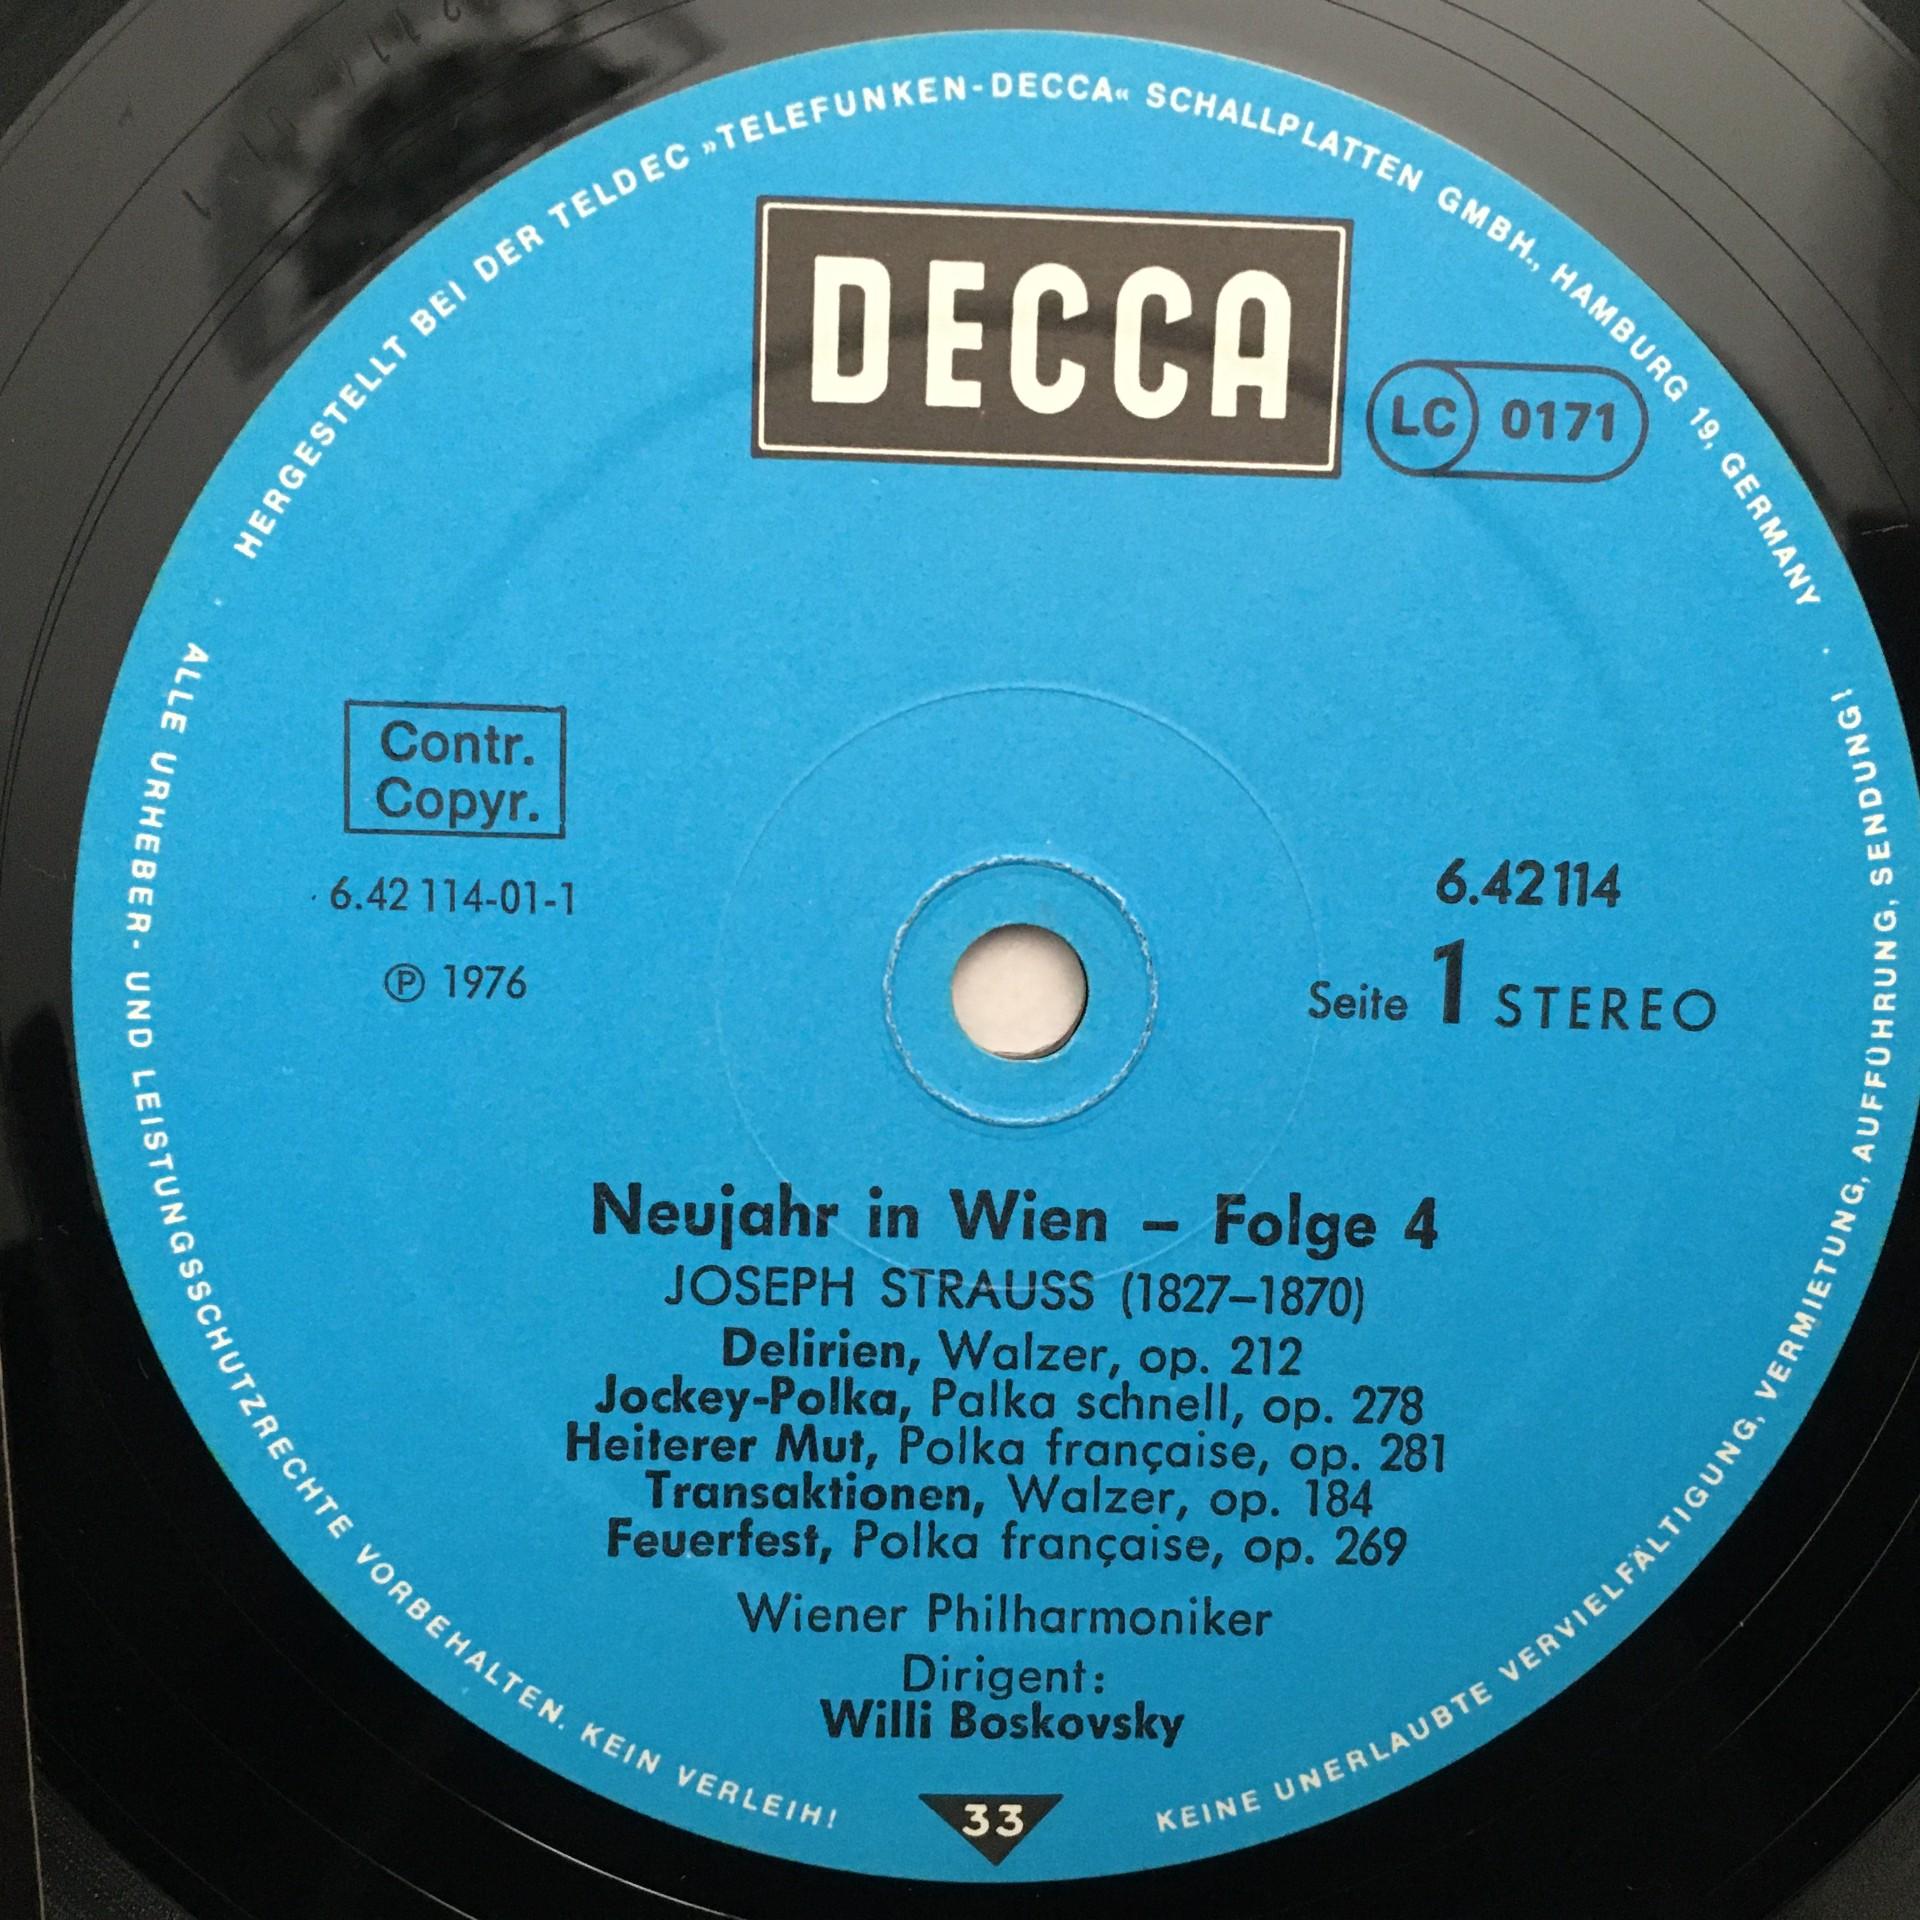 HERGESTELLT BEI DER TELDEC »TELEFUNKEN-DECCA« SCHALLPLATTEN GMBH., HAMBURG 19, GERMANY
DECCA
LC 0171
Contr.
Copyr.
6.42 114-01-1
℗ 1976
6.42114
Seite 1 STEREO
Neujahr in Wien – Folge 4
JOSEPH STRAUSS (1827–1870)
Delirien, Walzer, op. 212
Jockey-Polka, Palka schnell, op. 278
Heiterer Mut, Polka française, op. 281
Transaktionen, Walzer, op. 184
Feuerfest, Polka française, op. 269
Wiener Philharmoniker
Dirigent:
Willi Boskovsky
33
ALLE URHEBER- UND LEISTUNGSSCHUTZRECHTE VORBEHALTEN. KEIN VERLEIH!
KEINE UNERLAUBTE VERVIELFÄLTIGUNG, VERMIETUNG, AUFFÜHRUNG, SENDUNG!